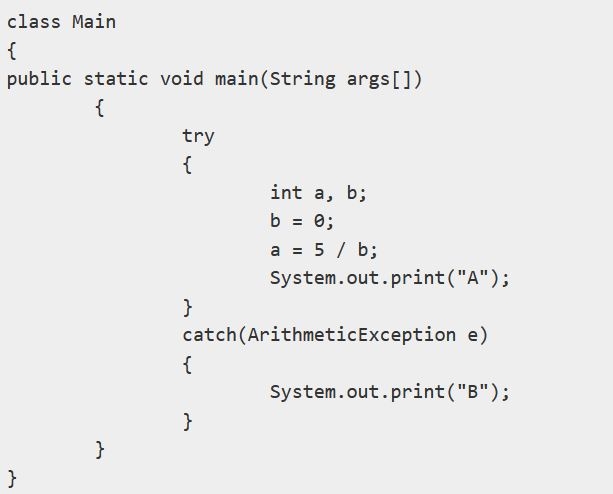 class Main
{
public static void main(String args[])
{
try
{
int a, b;
b = 0;
a = 5 / b;
System.out.print("A");
}
catch(ArithmeticException e)
{
System.out.print("B");
}
}
}